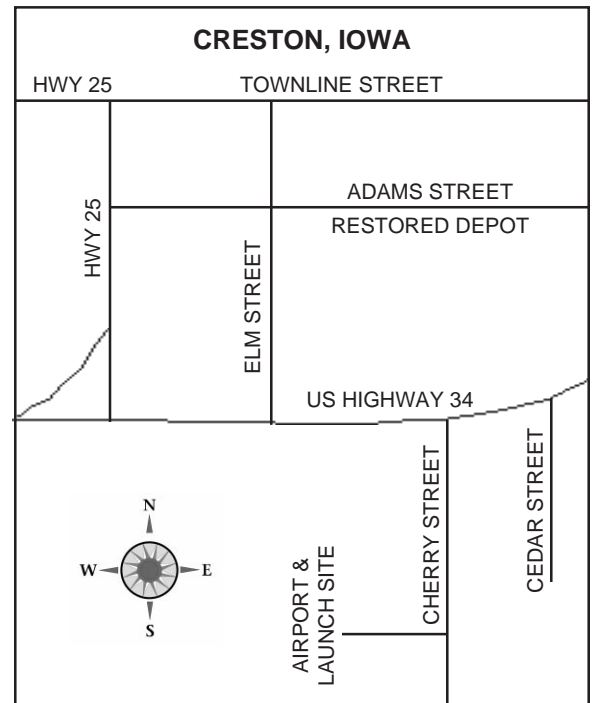 CRESTON, IOWA
HWY 25
TOWNLINE STREET
ADAMS STREET
RESTORED DEPOT
HWY 25
ELM STREET
US HIGHWAY 34
N
W
E
S
AIRPORT &
LAUNCH SITE
CHERRY STREET
CEDAR STREET